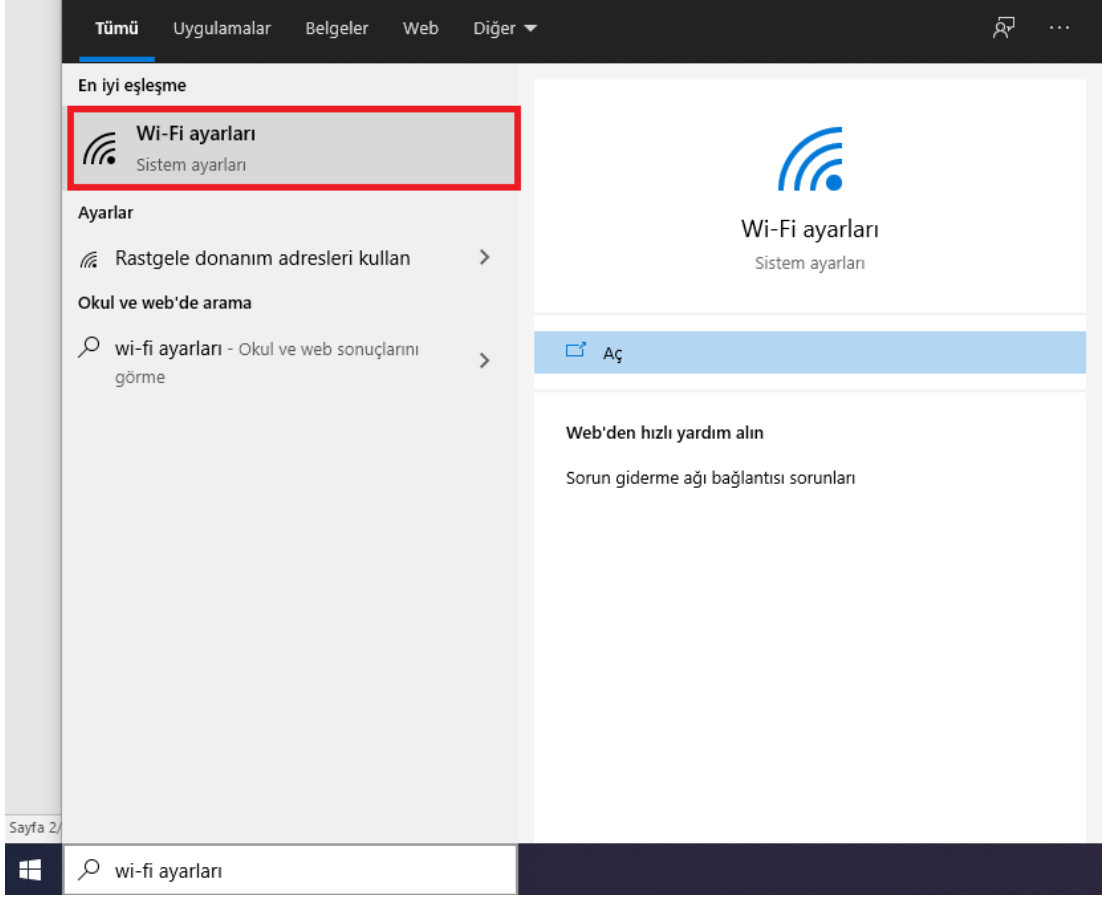 Tümü Uygulamalar Belgeler Web Diğer
En iyi eşleşme
Wi-Fi ayarları
Sistem ayarları
Ayarlar
Rastgele donanım adresleri kullan
Okul ve web'de arama
wi-fi ayarları - Okul ve web sonuçlarını
görme
Wi-Fi ayarları
Sistem ayarları
Aç
Web'den hızlı yardım alın
Sorun giderme ağı bağlantısı sorunları
Sayfa 2/
wi-fi ayarları